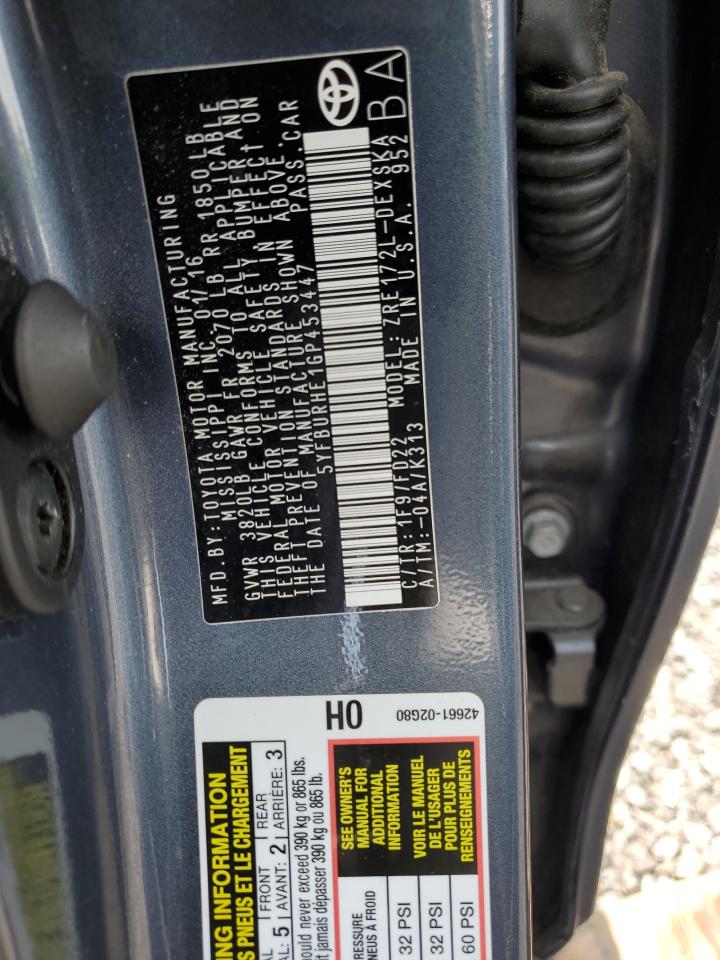 MFD.BY:TOYOTA MOTOR MANUFACTURING
MISSISSIPPI INC. 01/16
GVWR 3820LB GAWR FR 2070 LB RR 1850 LB
THIS VEHICLE CONFORMS TO ALL APPLICABLE
FEDERAL MOTOR VEHICLE SAFETY BUMPER, AND
THEFT PREVENTION STANDARDS IN EFFECT ON
THE DATE OF MANUFACTURE SHOWN ABOVE.
5YFBURHE1GP453447 PASS. CAR
C/TR:1F9/FD22 MODEL:ZRE172L-DEXSKA
A/TM:-04A/K313 MADE IN U.S.A. 952
BA
H0
42661-02G80
ING INFORMATION
S PNEUS ET LE CHARGEMENT
AL FRONT REAR
AL: 5 AVANT: 2 ARRIÈRE: 3
ould never exceed 390 kg or 865 lbs.
it jamais dépasser 390 kg ou 865 lb.
SEE OWNER'S
MANUAL FOR
ADDITIONAL
INFORMATION
VOIR LE MANUEL
DE L'USAGER
POUR PLUS DE
RENSEIGNEMENTS
RESSURE
NEUS À FROID
32 PSI
32 PSI
60 PSI